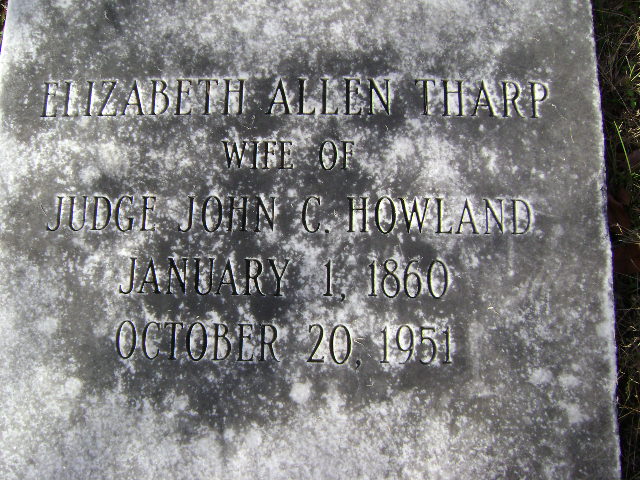 ELIZABETH ALLEN THARP
WIFE OF
JUDGE JOHN C. HOWLAND
JANUARY 1, 1860
OCTOBER 20, 1951